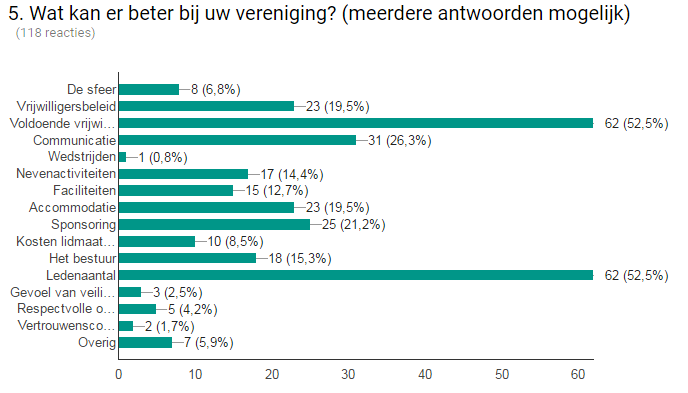 5. Wat kan er beter bij uw vereniging? (meerdere antwoorden mogelijk)
(118 reacties)
De sfeer 8 (6,8%)
Vrijwilligersbeleid 23 (19,5%)
Voldoende vrijwi... 62 (52,5%)
Communicatie 31 (26,3%)
Wedstrijden 1 (0,8%)
Nevenactiviteiten 17 (14,4%)
Faciliteiten 15 (12,7%)
Accommodatie 23 (19,5%)
Sponsoring 25 (21,2%)
Kosten lidmaat... 10 (8,5%)
Het bestuur 18 (15,3%)
Ledenaantal 62 (52,5%)
Gevoel van veili... 3 (2,5%)
Respectvolle o... 5 (4,2%)
Vertrouwensco... 2 (1,7%)
Overig 7 (5,9%)
0 10 20 30 40 50 60